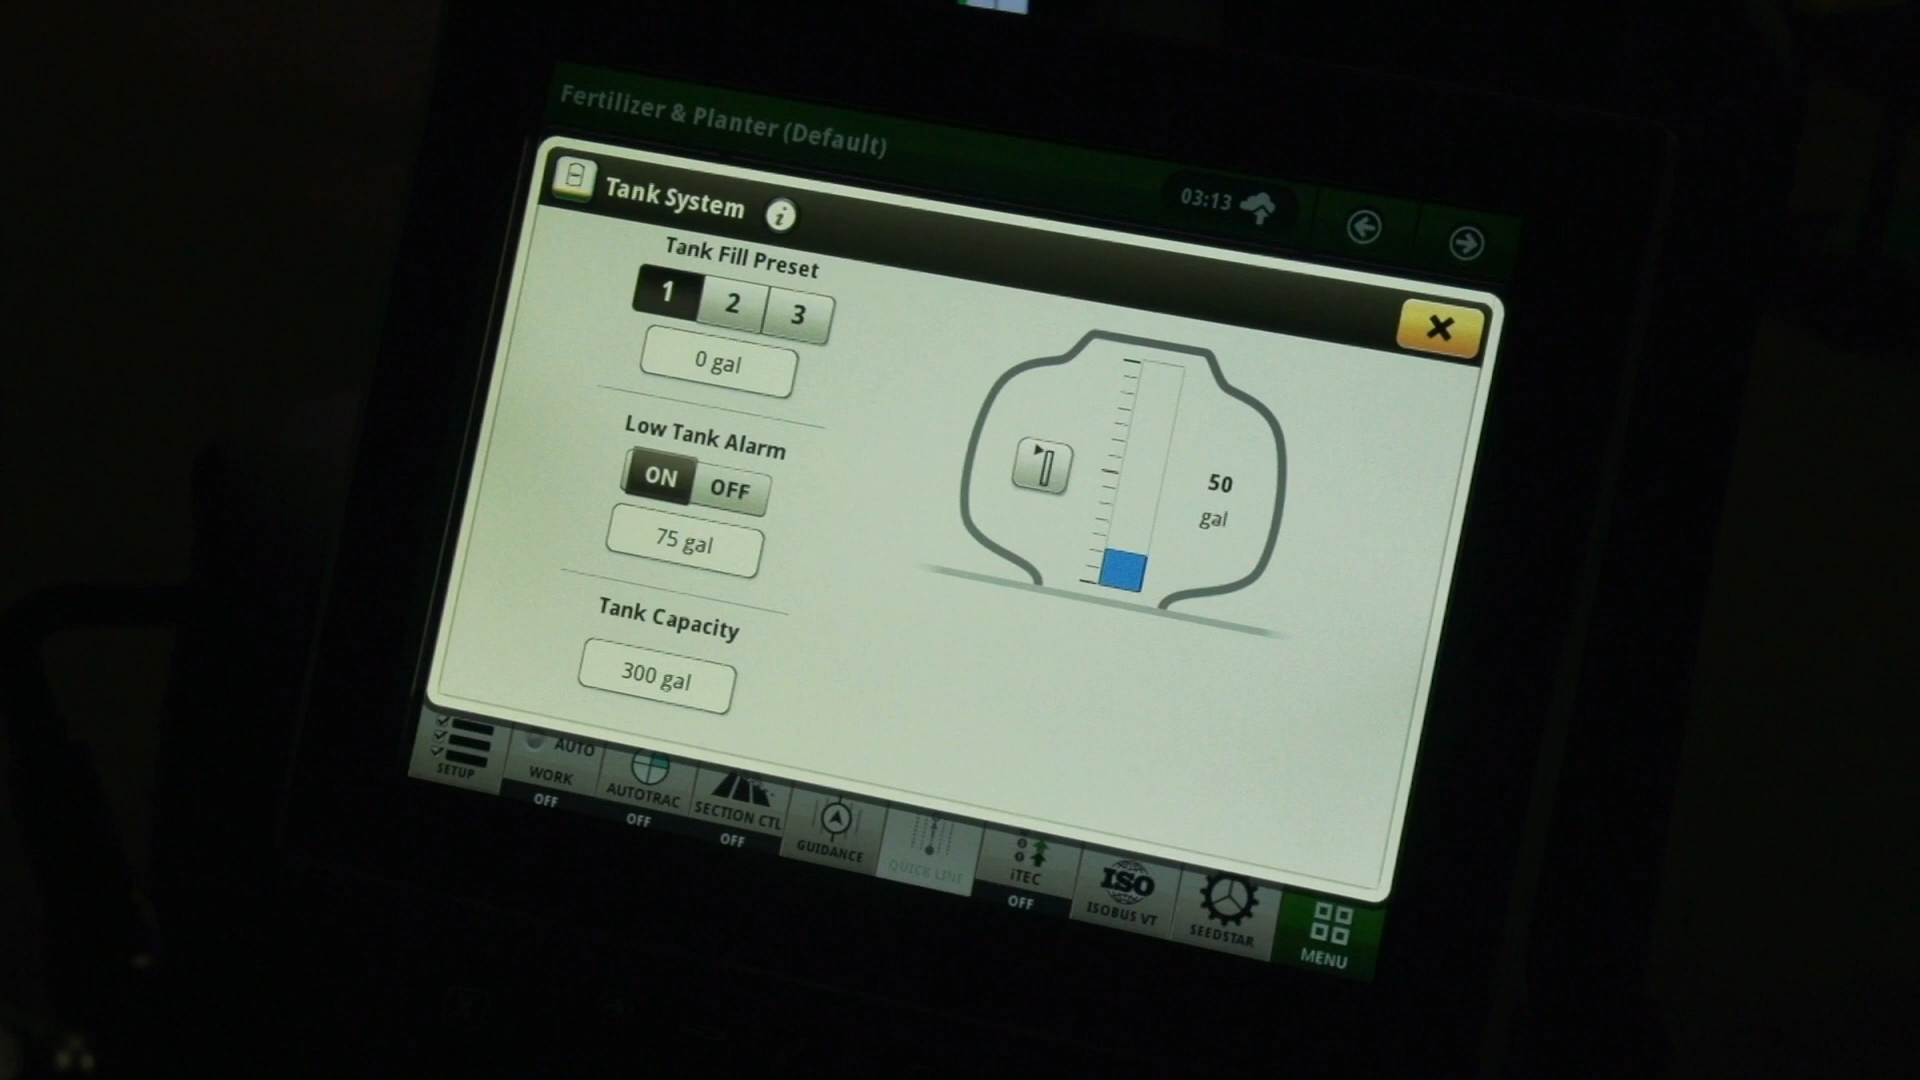 Fertilizer & Planter (Default)
03:13
Tank System
Tank Fill Preset
1 2 3
0 gal
Low Tank Alarm
ON OFF
75 gal
Tank Capacity
300 gal
50
gal
SETUP
AUTO
WORK
OFF
AUTOTRAC
OFF
SECTION CTL
OFF
GUIDANCE
QUICK LINE
iTEC
OFF
ISO
ISOBUS VT
SEEDSTAR
MENU